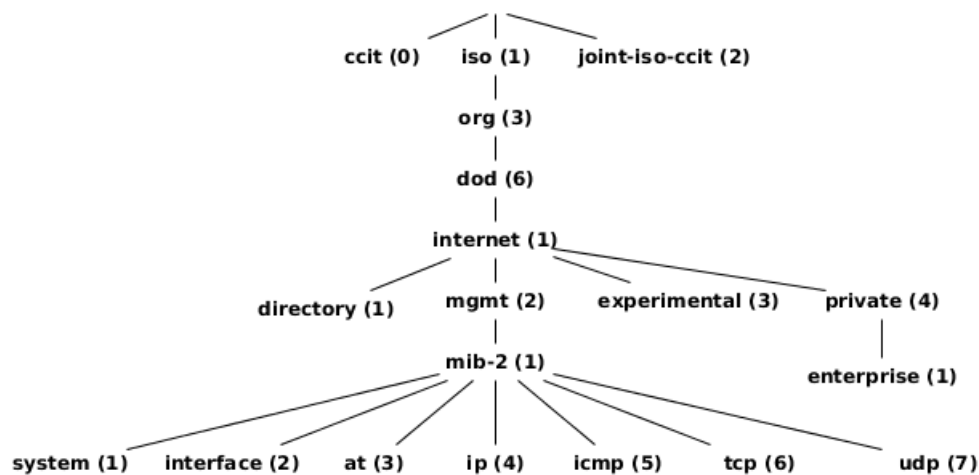 ccit (0) iso (1) joint-iso-ccit (2)
org (3)
dod (6)
internet (1)
directory (1) mgmt (2) experimental (3) private (4)
mib-2 (1) enterprise (1)
system (1) interface (2) at (3) ip (4) icmp (5) tcp (6) udp (7)